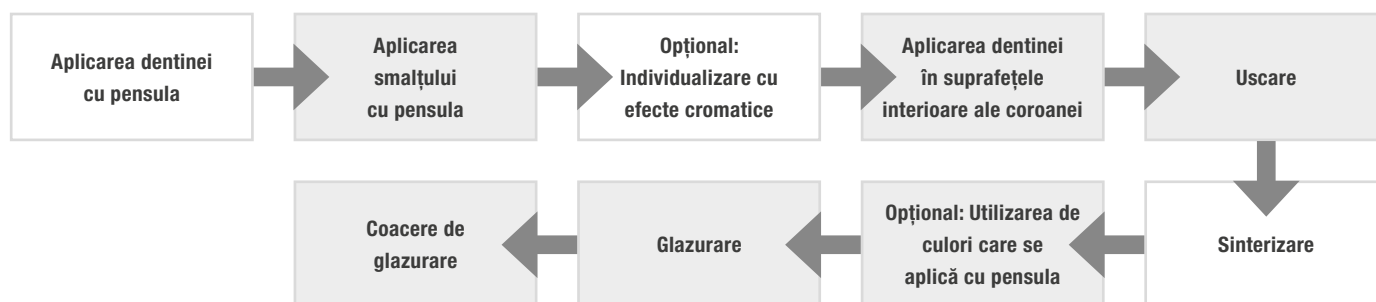 Aplicarea dentinei
cu pensula
Aplicarea
smalțului
cu pensula
Opțional:
Individualizare cu
efecte cromatice
Aplicarea dentinei
în suprafețele
interioare ale coroanei
Uscare
Sinterizare
Opțional: Utilizarea de
culori care se
aplică cu pensula
Glazurare
Coacere de
glazurare